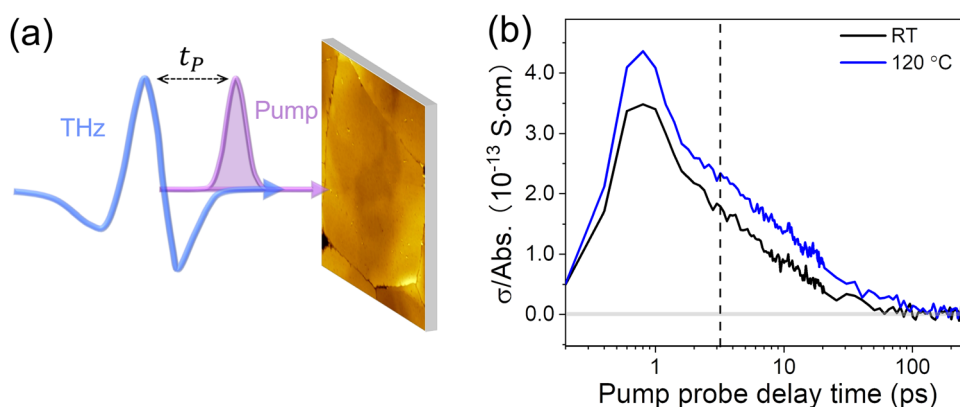 (a)
t_P
Pump
THz
(b)
RT
120 °C
σ/Abs. (10⁻¹³ S·cm)
4.0
3.0
2.0
1.0
0.0
1
10
100
Pump probe delay time (ps)